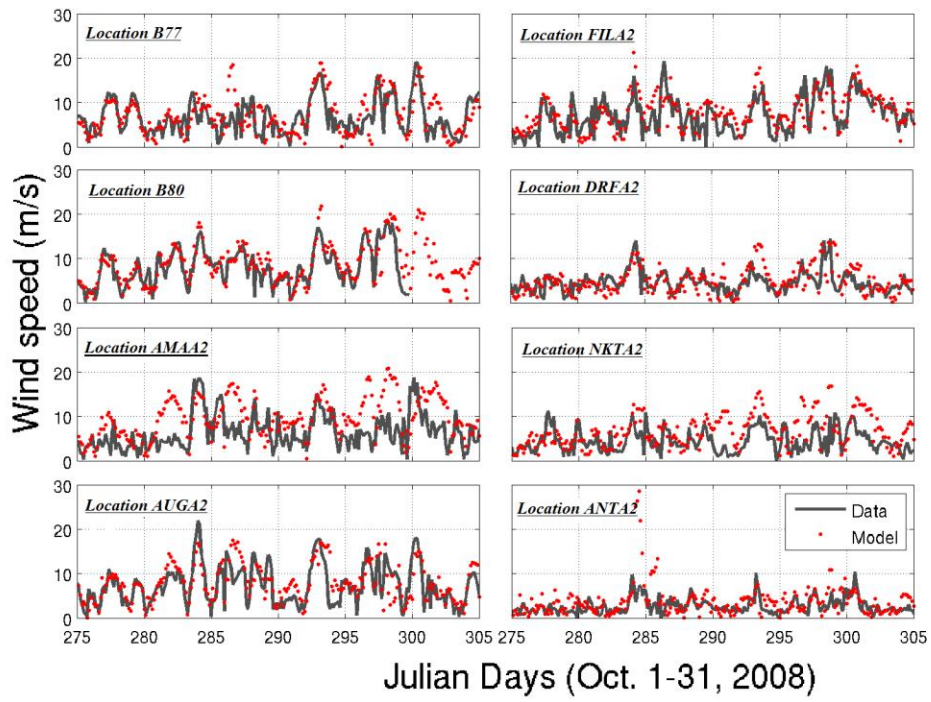 Wind speed (m/s)
30
20
10
0
Location B77
Location FILA2
30
20
10
0
Location B80
Location DRFA2
30
20
10
0
Location AMAA2
Location NKTA2
30
20
10
0
Location AUGA2
Location ANTA2
Data
Model
275 280 285 290 295 300 305 275 280 285 290 295 300 305
Julian Days (Oct. 1-31, 2008)